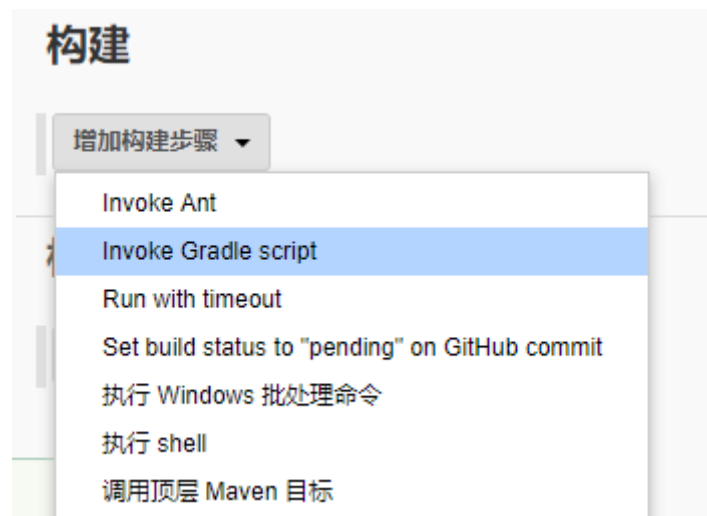 构建
增加构建步骤
Invoke Ant
Invoke Gradle script
Run with timeout
Set build status to "pending" on GitHub commit
执行 Windows 批处理命令
执行 shell
调用顶层 Maven 目标